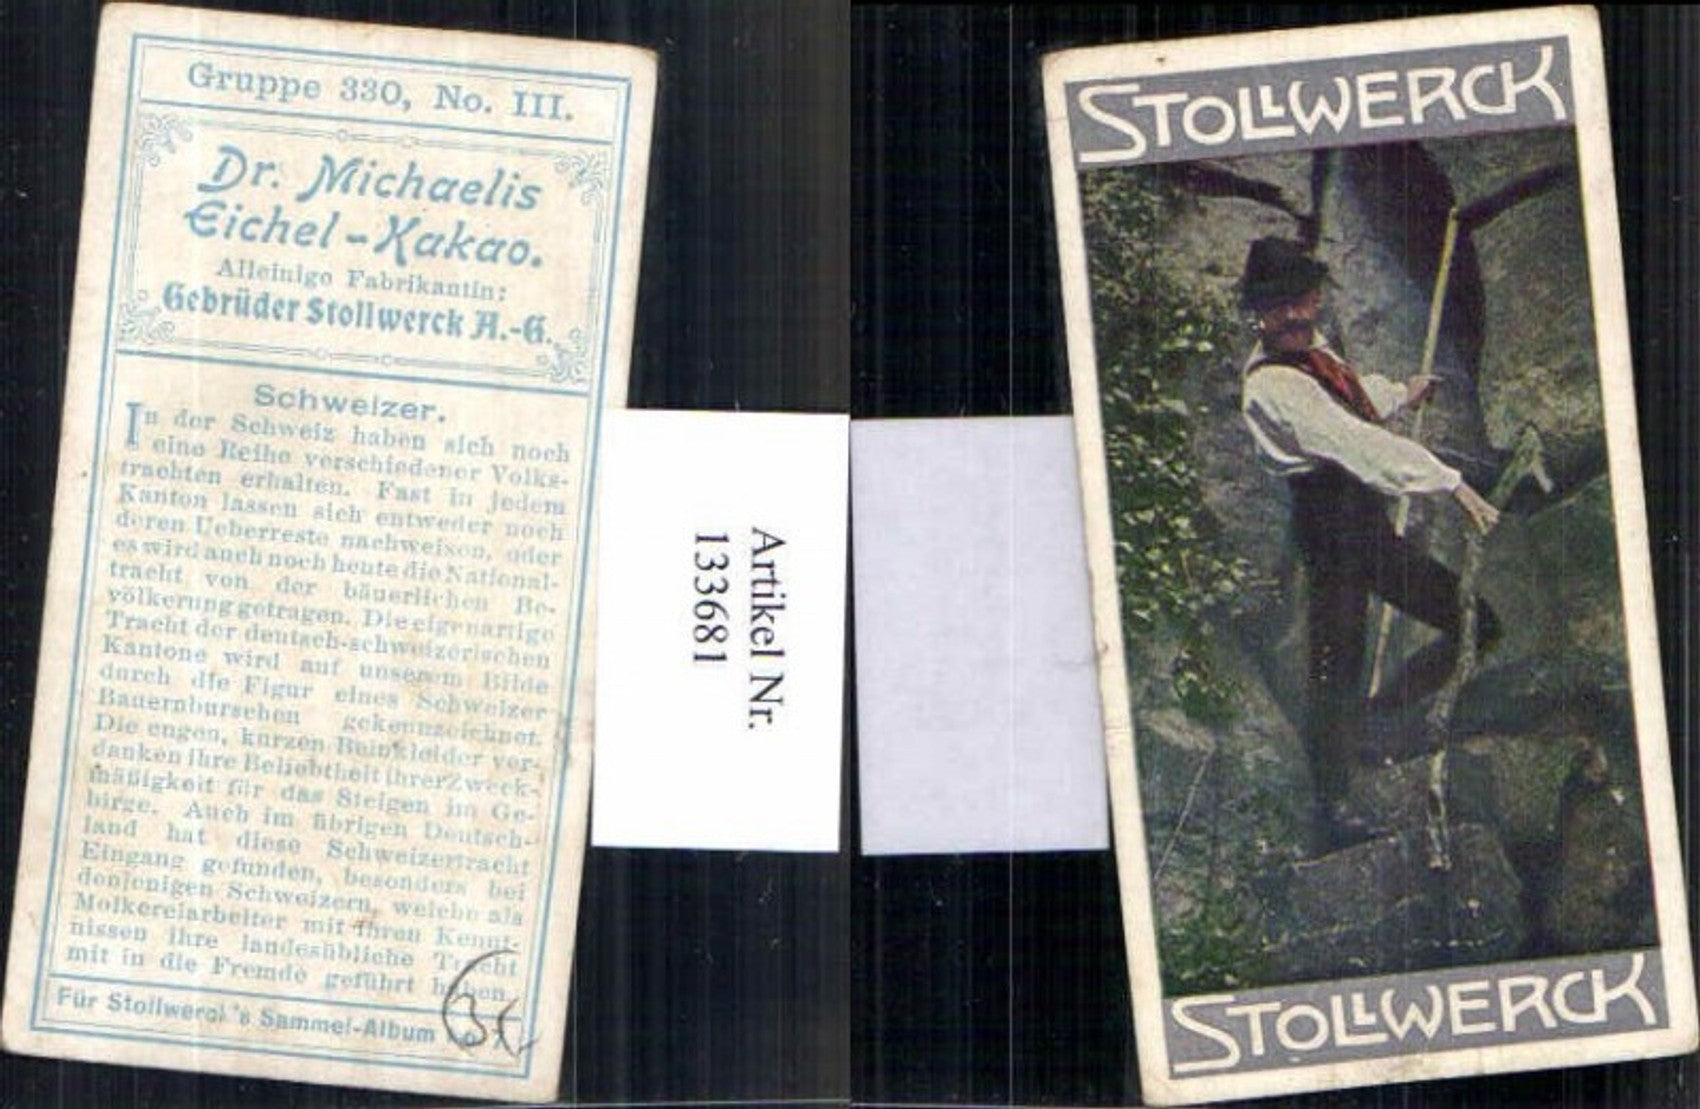 Gruppe 330, No. III.
Dr. Michaelis
Eichel-Kakao.
Alleinige Fabrikantin:
Gebrüder Stollwerck A.-G.
Schweizer.
In der Schweiz haben sich noch
eine Reihe verschiedener Volks-
trachten erhalten. Fast in jedem
Kanton lassen sich entweder noch
deren Ueberreste nachweisen, oder
es wird auch noch heute die National-
tracht von der bäuerlichen Be-
völkerung getragen. Die eigenartige
Tracht der deutsch-schweizerischen
Kantone wird auf unserem Bilde
durch die Figur eines Schweizer
Bauernburschen gekennzeichnet.
Die engen, kurzen Beinkleider ver-
danken ihre Beliebtheit ihrer Zweck-
mäßigkeit für das Steigen im Ge-
birge. Auch im übrigen Deutsch-
land hat diese Schweizertracht
Eingang gefunden, besonders bei
denjenigen Schweizern, welche als
Molkereiarbeiter mit ihren Kennt-
nissen ihre landesübliche Tracht
mit in die Fremde geführt haben.
Für Stollwerck's Sammel-Album
Artikel Nr.
133681
STOLLWERCK
STOLLWERCK